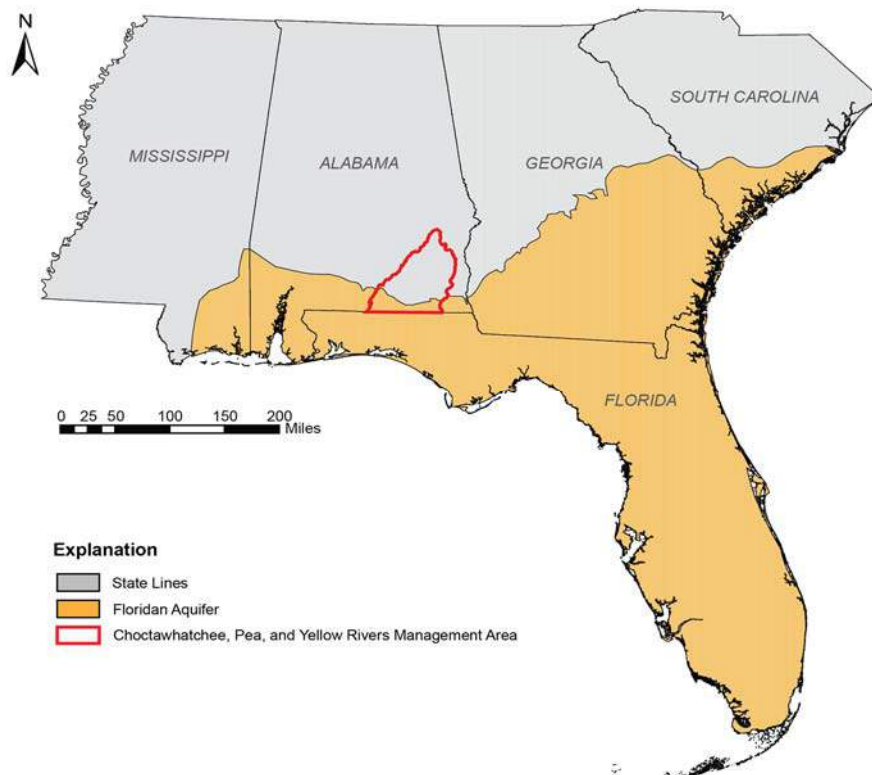 N
SOUTH CAROLINA
MISSISSIPPI
ALABAMA
GEORGIA
FLORIDA
0 25 50 100 150 200
Miles
Explanation
State Lines
Floridan Aquifer
Choctawhatchee, Pea, and Yellow Rivers Management Area